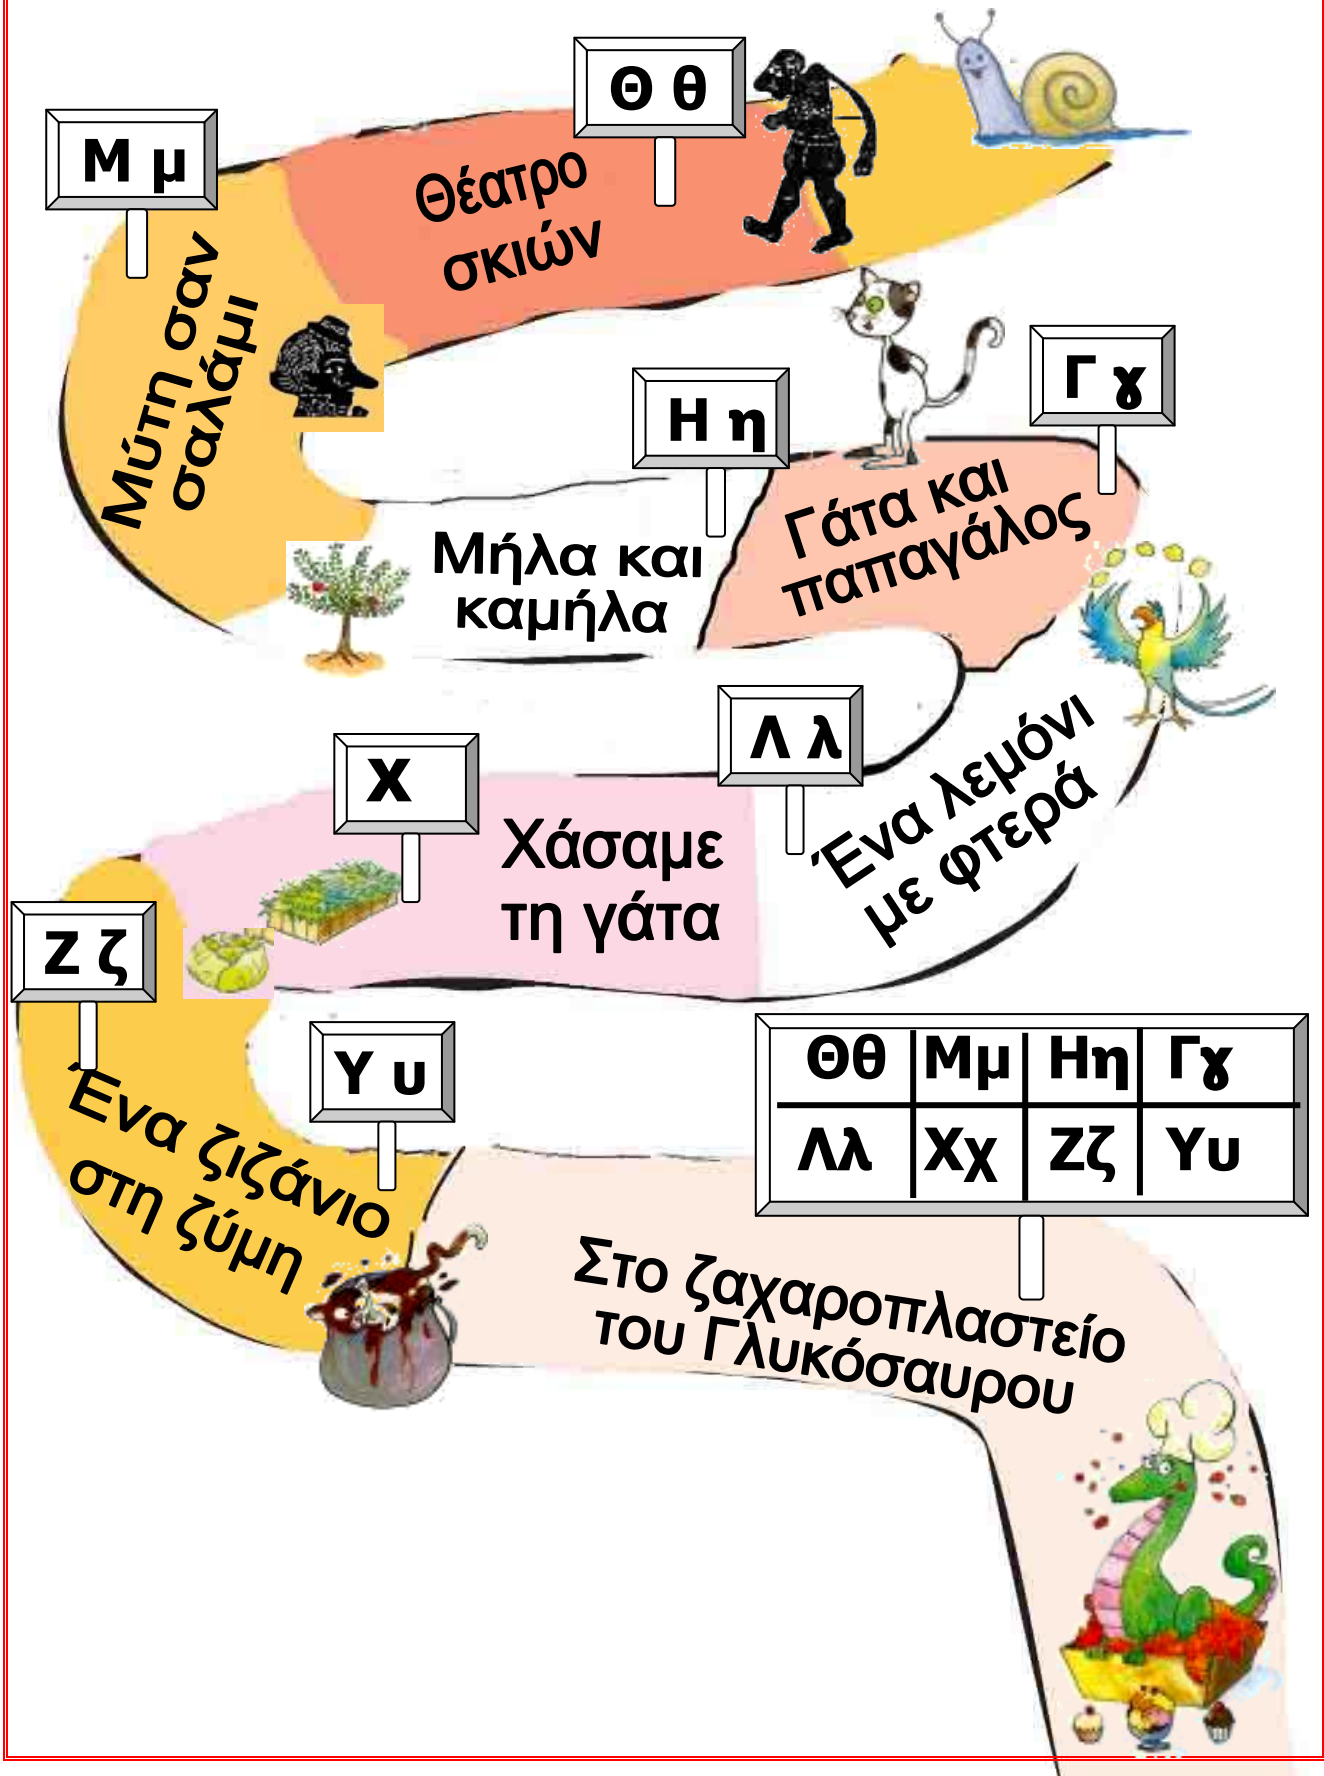 Θ θ
Θέατρο
σκιών
Μ μ
Μύτη σαν
σαλάμι
Η η
Μήλα και
καμήλα
Γ ɣ
Γάτα και
παπαγάλος
Λ λ
Ένα λεμόνι
με φτερά
Χ
Χάσαμε
τη γάτα
Ζ ζ
Ένα ζιζάνιο
στη ζύμη
Υ υ
Θθ Μμ Ηη Γɣ
Λλ Χχ Ζζ Υυ
Στο ζαχαροπλαστείο
του Γλυκόσαυρου